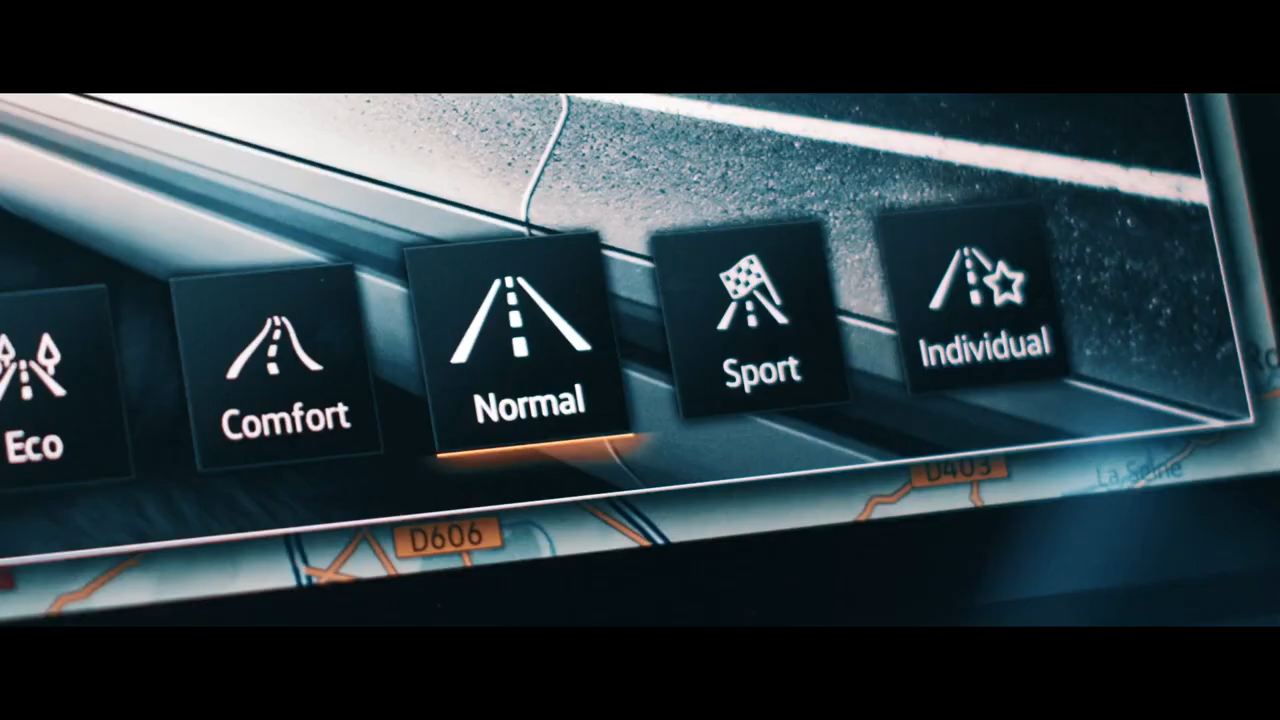 Eco
Comfort
Normal
Sport
Individual
D606
D403
La Seine